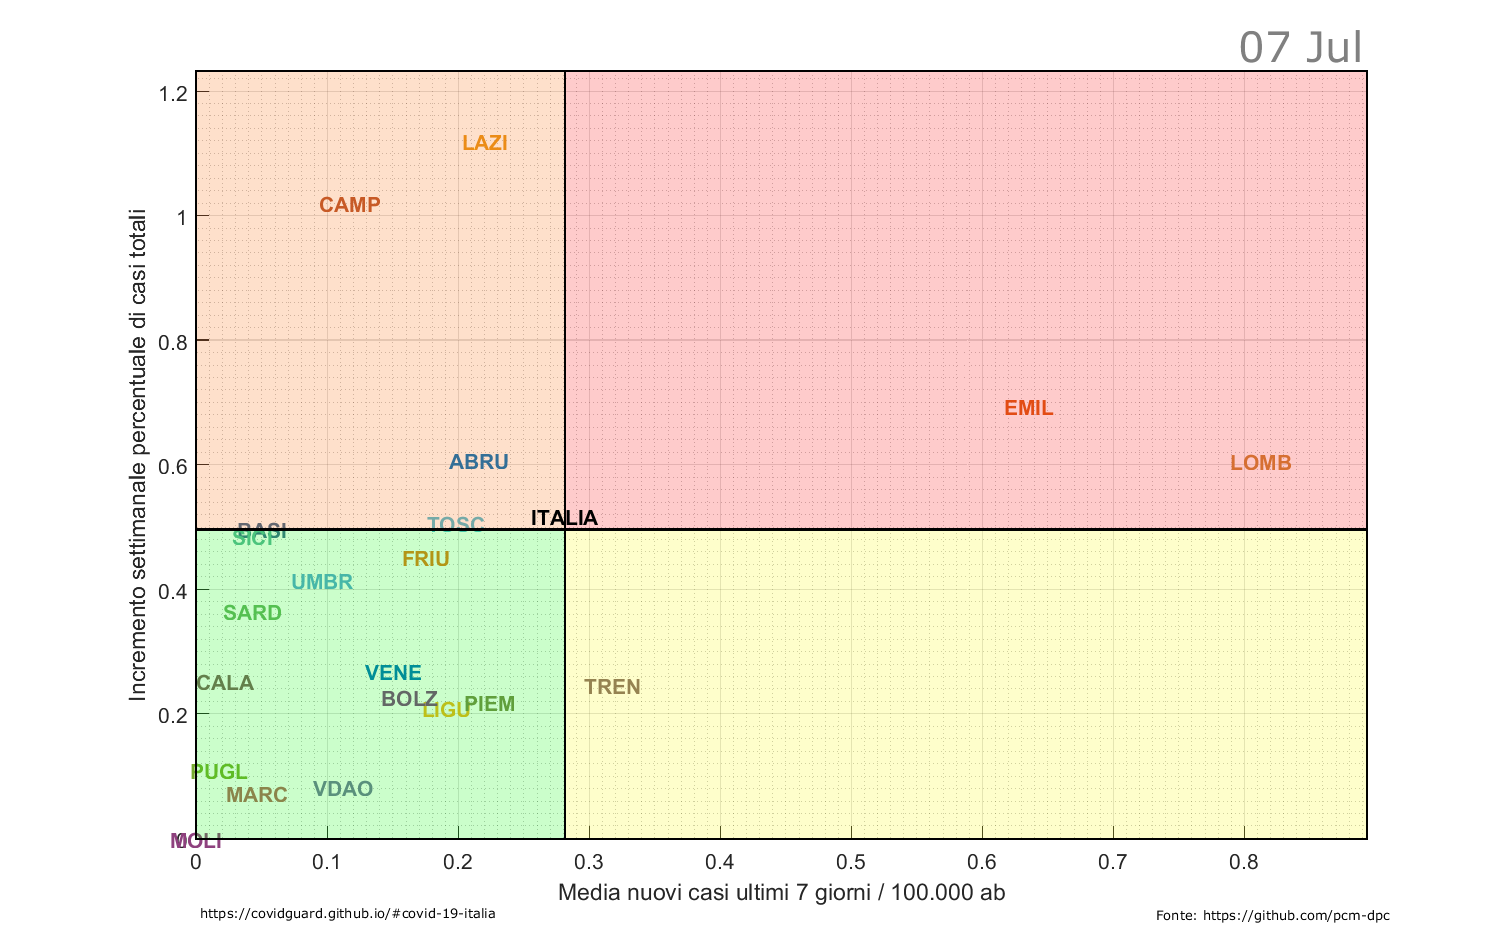 07 Jul
1.2
LAZI
CAMP
1
0.8
EMIL
ABRU
LOMB
0.6
ITALIA
TOSC
BASI
SICI
FRIU
UMBR
0.4
SARD
VENE
CALA
TREN
BOLZ
PIEM
LIGU
0.2
PUGL
VDAO
MARC
MOLI
0
0 0.1 0.2 0.3 0.4 0.5 0.6 0.7 0.8
Incremento settimanale percentuale di casi totali
Media nuovi casi ultimi 7 giorni / 100.000 ab
https://covidguard.github.io/#covid-19-italia
Fonte: https://github.com/pcm-dpc